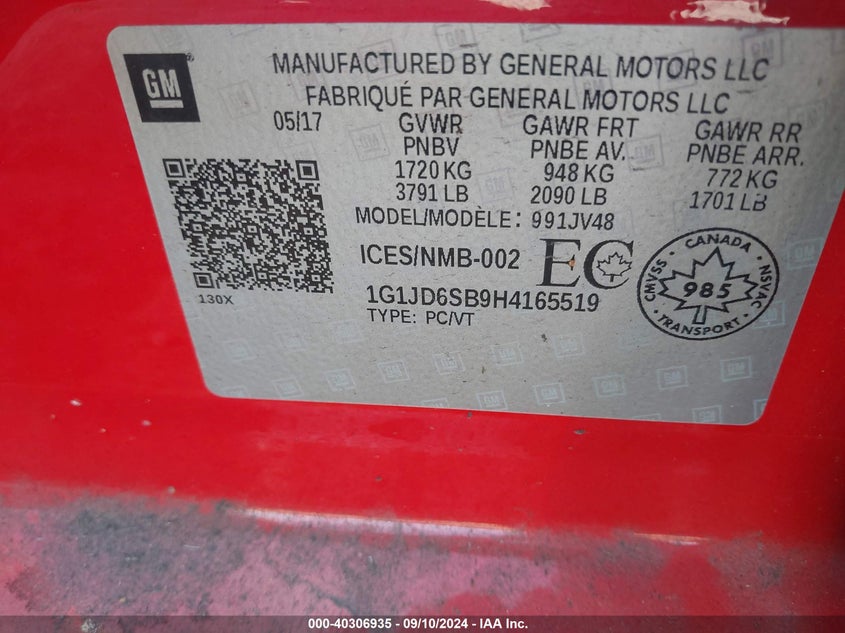 GM
MANUFACTURED BY GENERAL MOTORS LLC
FABRIQUÉ PAR GENERAL MOTORS LLC
05/17 GVWR GAWR FRT GAWR RR
PNBV PNBE AV. PNBE ARR.
1720 KG 948 KG 772 KG
3791 LB 2090 LB 1701 LB
MODEL/MODÈLE: 991JV48
ICES/NMB-002 EC
130X
1G1JD6SB9H4165519
TYPE: PC/VT
CANADA
CMVSS 985 NSVAC
TRANSPORT
000-40306935 - 09/10/2024 - IAA Inc.